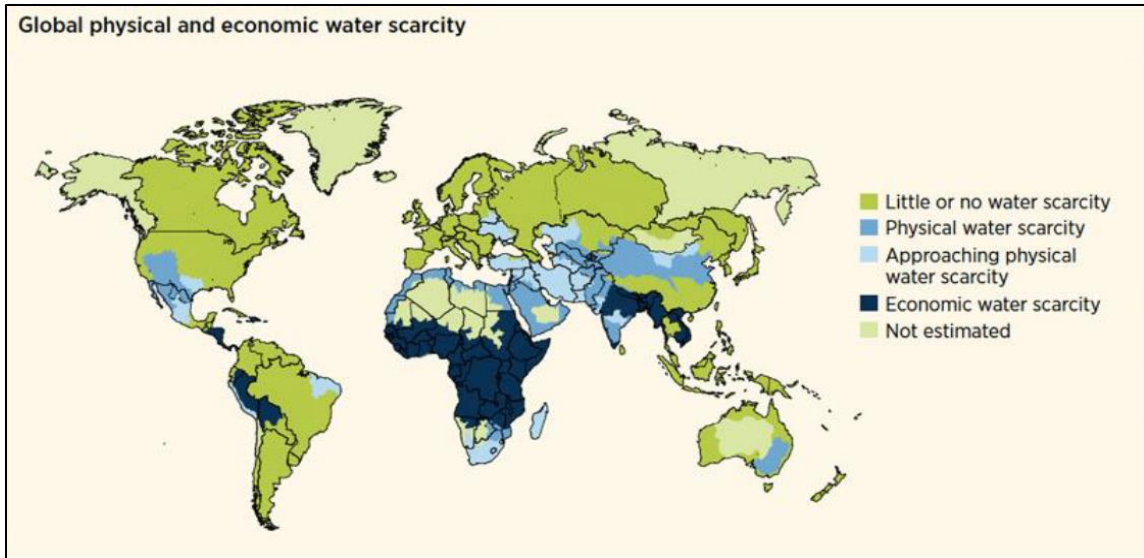 Global physical and economic water scarcity
Little or no water scarcity
Physical water scarcity
Approaching physical
water scarcity
Economic water scarcity
Not estimated